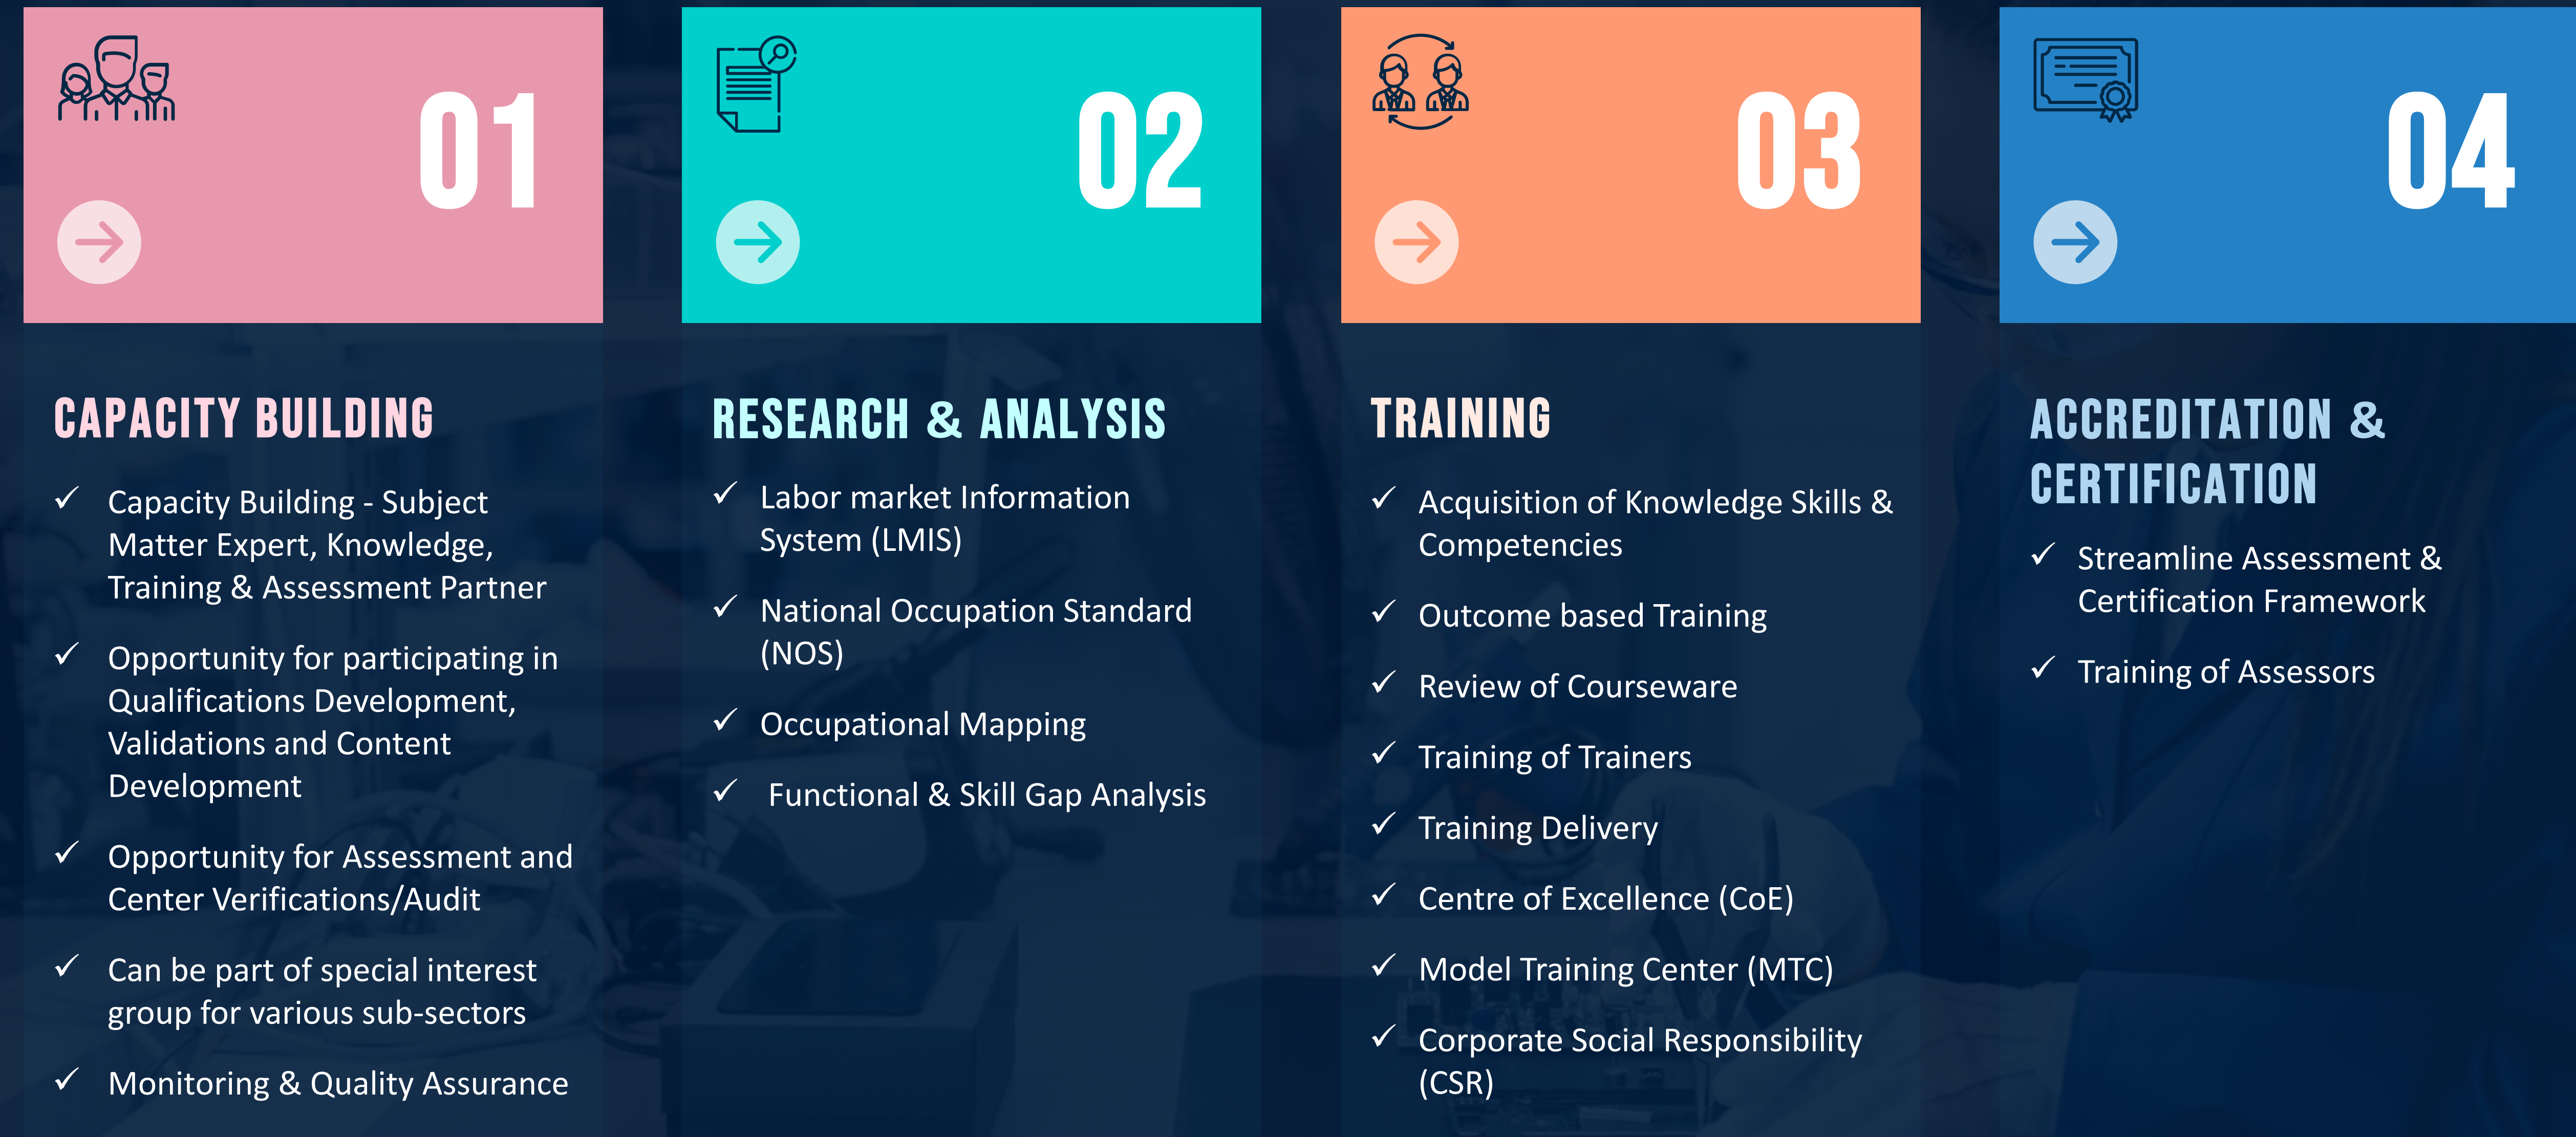 01
CAPACITY BUILDING
Capacity Building - Subject
Matter Expert, Knowledge,
Training & Assessment Partner
Opportunity for participating in
Qualifications Development,
Validations and Content
Development
Opportunity for Assessment and
Center Verifications/Audit
Can be part of special interest
group for various sub-sectors
Monitoring & Quality Assurance
02
RESEARCH & ANALYSIS
Labor market Information
System (LMIS)
National Occupation Standard
(NOS)
Occupational Mapping
Functional & Skill Gap Analysis
03
TRAINING
Acquisition of Knowledge Skills &
Competencies
Outcome based Training
Review of Courseware
Training of Trainers
Training Delivery
Centre of Excellence (CoE)
Model Training Center (MTC)
Corporate Social Responsibility
(CSR)
04
ACCREDITATION &
CERTIFICATION
Streamline Assessment &
Certification Framework
Training of Assessors